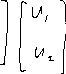 ] [ u₁
u₂ ]